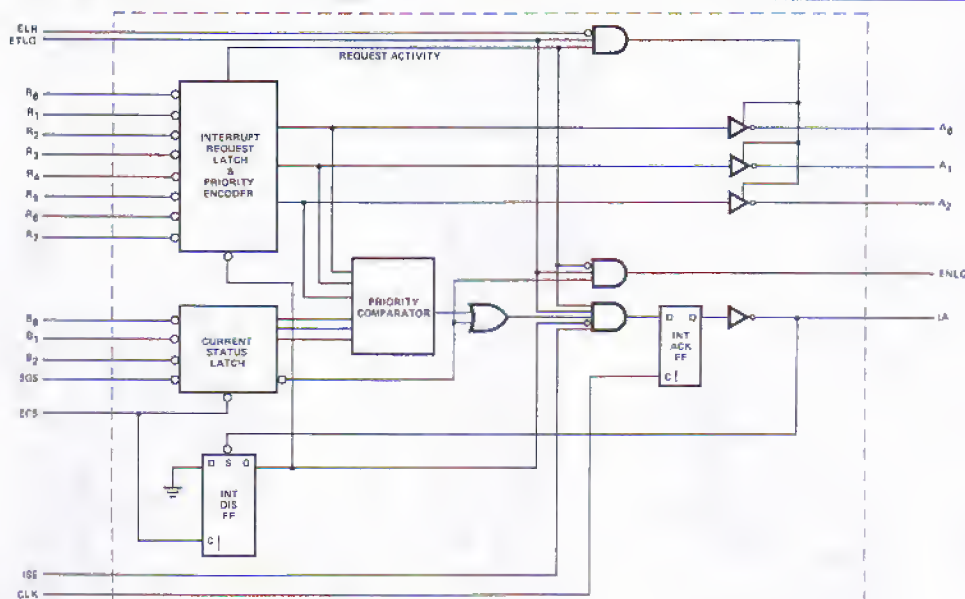 ELR
ETLG
REQUEST ACTIVITY
R0
R1
R2
R3
R4
R5
R6
R7
INTERRUPT
REQUEST
LATCH
&
PRIORITY
ENCODER
A0
A1
A2
ENLG
IA
PRIORITY
COMPARATOR
B0
B1
B2
SGS
ECS
CURRENT
STATUS
LATCH
D Q
INT
ACK
FF
C
D S Q
INT
DIS
FF
C
ISE
CLK